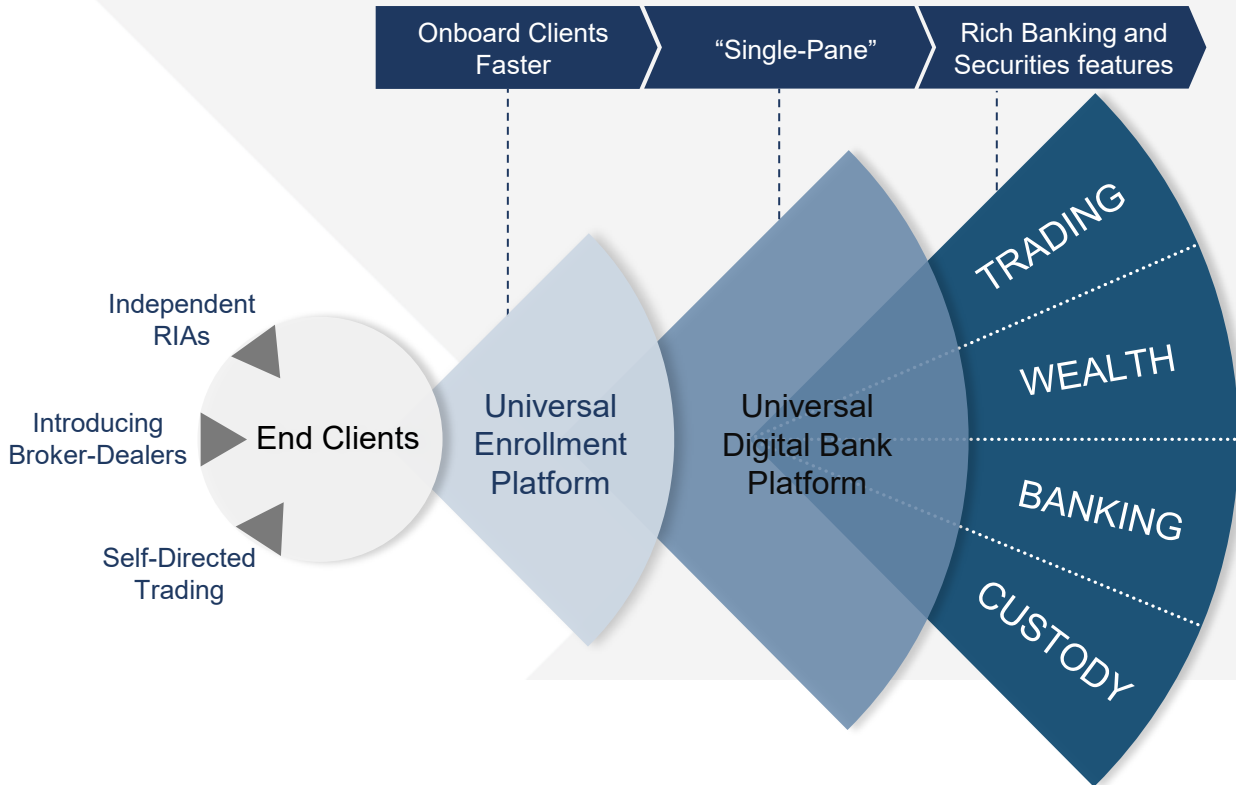 Onboard Clients
Faster
“Single-Pane”
Rich Banking and
Securities features
Independent
RIAs
Introducing
Broker-Dealers
Self-Directed
Trading
End Clients
Universal
Enrollment
Platform
Universal
Digital Bank
Platform
TRADING
WEALTH
BANKING
CUSTODY